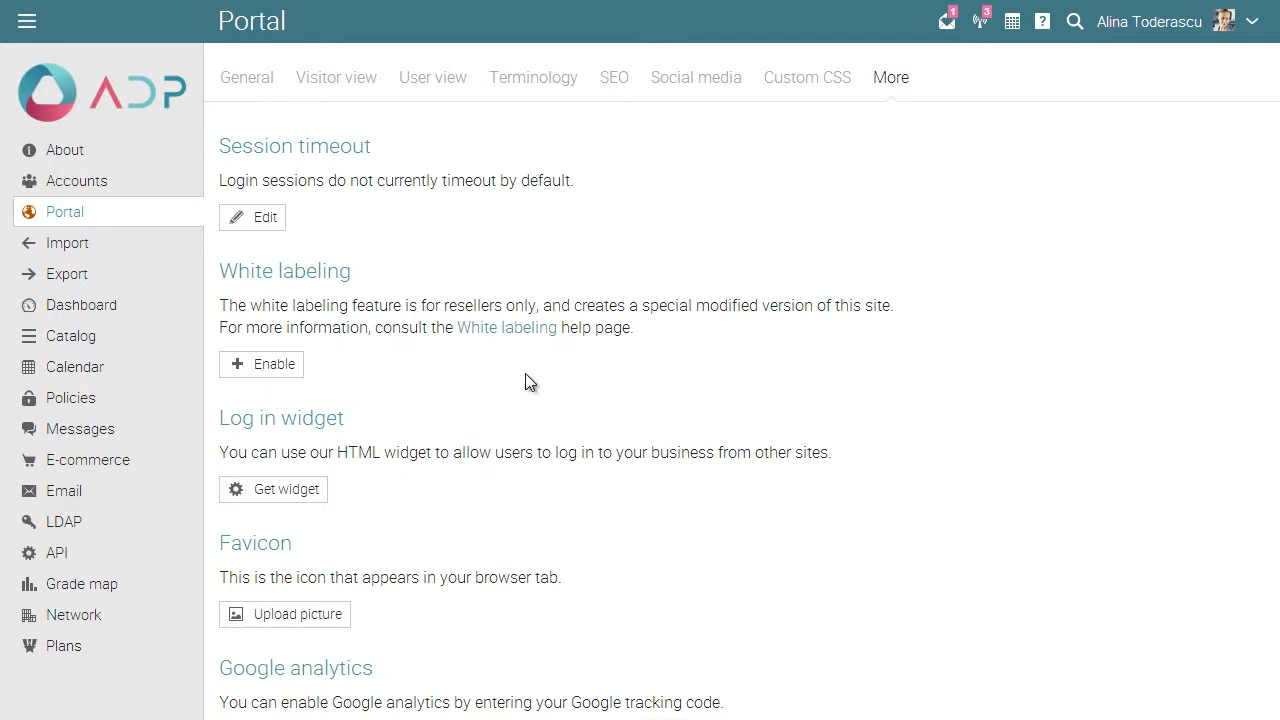 Portal
1
3
?
Alina Toderascu
ADP
General Visitor view User view Terminology SEO Social media Custom CSS More
About
Accounts
Portal
Import
Export
Dashboard
Catalog
Calendar
Policies
Messages
E-commerce
Email
LDAP
API
Grade map
Network
Plans
Session timeout
Login sessions do not currently timeout by default.
Edit
White labeling
The white labeling feature is for resellers only, and creates a special modified version of this site.
For more information, consult the White labeling help page.
Enable
Log in widget
You can use our HTML widget to allow users to log in to your business from other sites.
Get widget
Favicon
This is the icon that appears in your browser tab.
Upload picture
Google analytics
You can enable Google analytics by entering your Google tracking code.